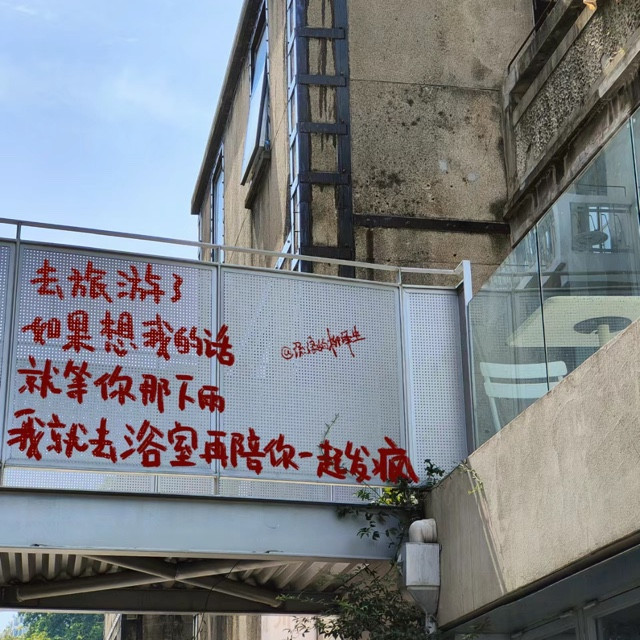 去旅游了
如果想我的话
就等你那下雨
我就去浴室再陪你一起发疯